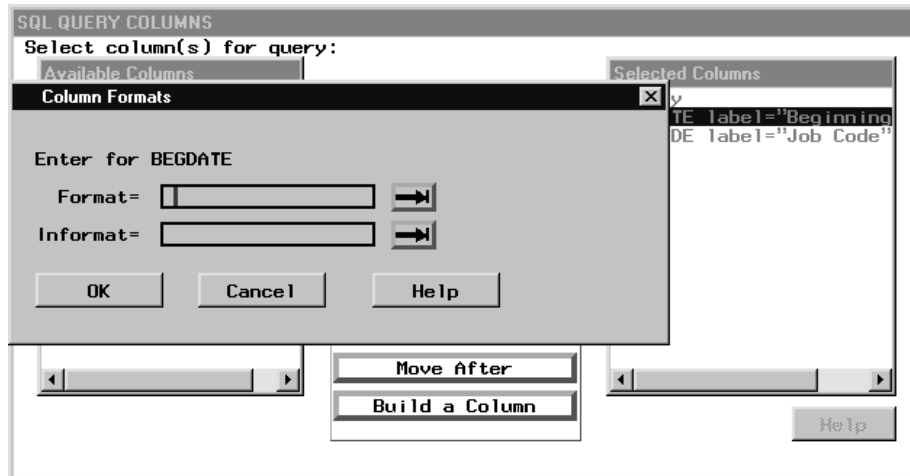 SQL QUERY COLUMNS
Select column(s) for query:
Available Columns
Selected Columns
Column Formats
y
TE label="Beginning
DE label="Job Code"
Enter for BEGDATE
Format=
Informat=
OK Cancel Help
Move After
Build a Column
Help